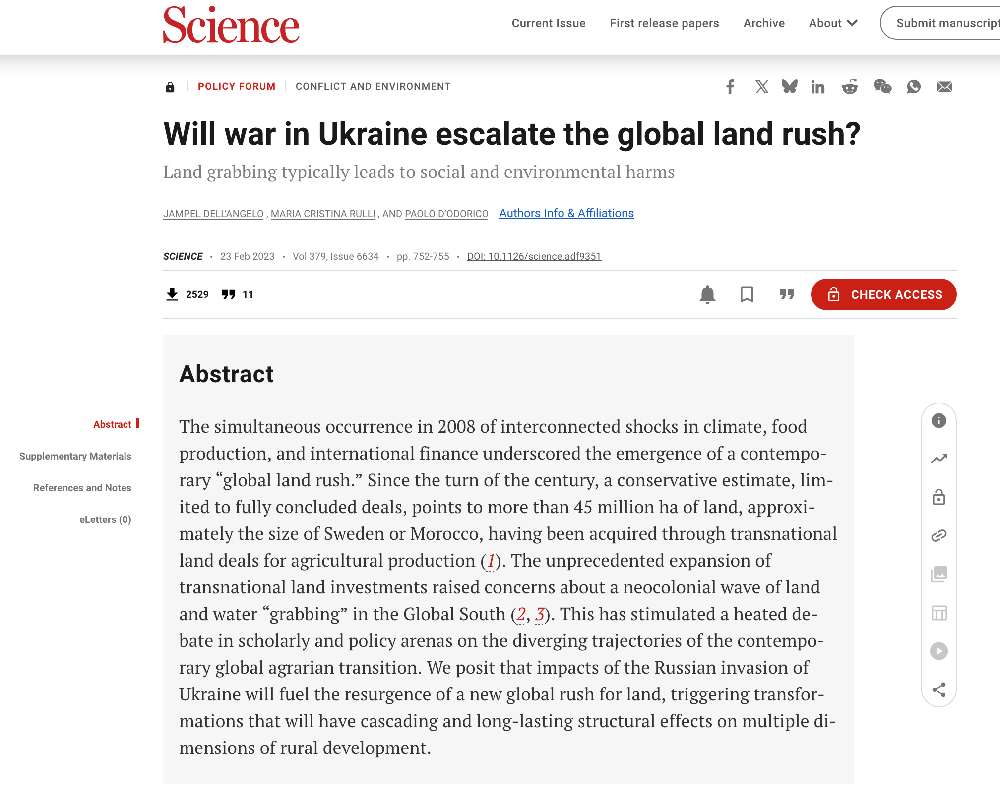 Science
Current Issue
First release papers
Archive
About
Submit manuscript
POLICY FORUM
CONFLICT AND ENVIRONMENT
Will war in Ukraine escalate the global land rush?
Land grabbing typically leads to social and environmental harms
JAMPEL DELL’ANGELO , MARIA CRISTINA RULLI , AND PAOLO D’ODORICO Authors Info & Affiliations
SCIENCE • 23 Feb 2023 • Vol 379, Issue 6634 • pp. 752-755 • DOI: 10.1126/science.adf9351
2529
11
CHECK ACCESS
Abstract
Supplementary Materials
References and Notes
eLetters (0)
Abstract
The simultaneous occurrence in 2008 of interconnected shocks in climate, food
production, and international finance underscored the emergence of a contempo-
rary “global land rush.” Since the turn of the century, a conservative estimate, lim-
ited to fully concluded deals, points to more than 45 million ha of land, approxi-
mately the size of Sweden or Morocco, having been acquired through transnational
land deals for agricultural production (1). The unprecedented expansion of
transnational land investments raised concerns about a neocolonial wave of land
and water “grabbing” in the Global South (2, 3). This has stimulated a heated de-
bate in scholarly and policy arenas on the diverging trajectories of the contempo-
rary global agrarian transition. We posit that impacts of the Russian invasion of
Ukraine will fuel the resurgence of a new global rush for land, triggering transfor-
mations that will have cascading and long-lasting structural effects on multiple di-
mensions of rural development.